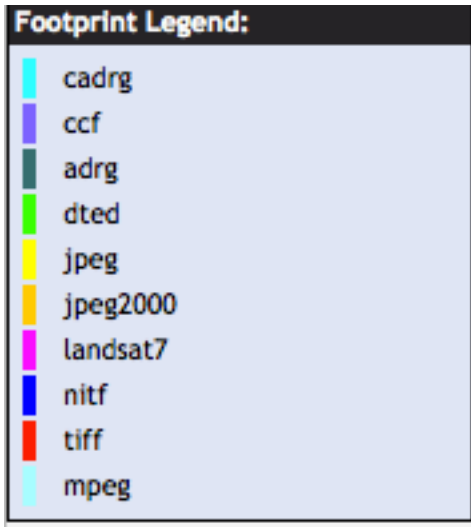 Footprint Legend:
cadrg
ccf
adrg
dted
jpeg
jpeg2000
landsat7
nitf
tiff
mpeg